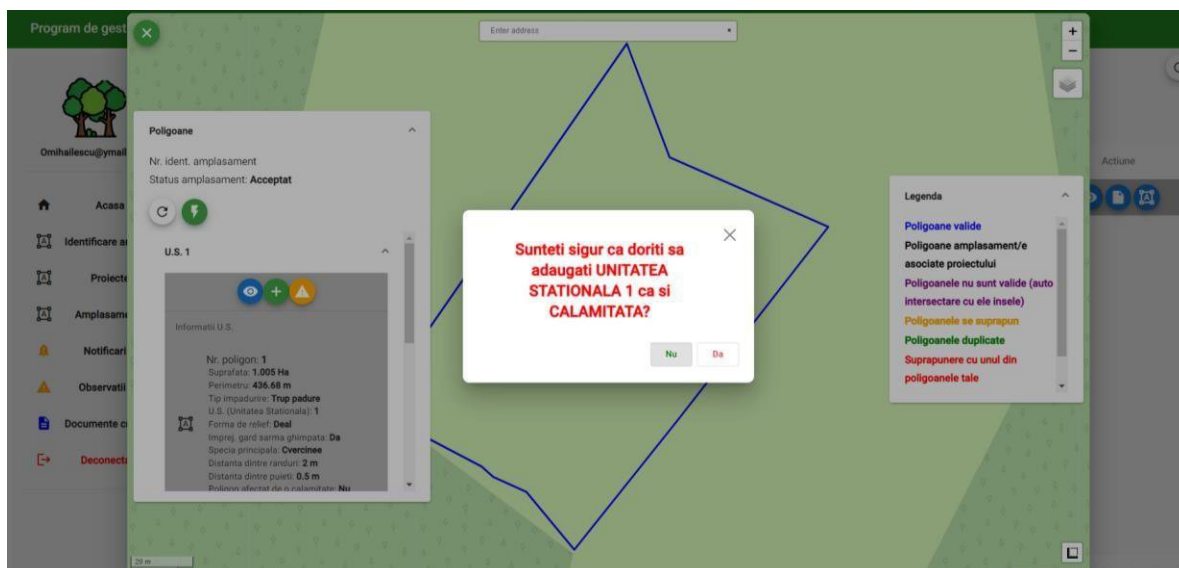 Program de gest
Enter address
Omihailescu@ymail
Acasa
Identificare a
Proiecte
Amplasame
Notificari
Observatii
Documente c
Deconect
Poligoane
Nr. ident. amplasament
Status amplasament: Acceptat
U.S. 1
Informatii U.S.
Nr. poligon: 1
Suprafata: 1.005 Ha
Perimetru: 436.68 m
Tip impadurire: Trup padure
U.S. (Unitatea Stationala): 1
Forma de relief: Deal
Imprej. gard sarma ghimpata: Da
Specia principala: Cvercinee
Distanta dintre randuri: 2 m
Distanta dintre puieti: 0.5 m
Poligon afectat de o calamitate: Nu
20 m
Sunteti sigur ca doriti sa
adaugati UNITATEA
STATIONALA 1 ca si
CALAMITATA?
Nu
Da
+
−
Actiune
Legenda
Poligoane valide
Poligoane amplasament/e
asociate proiectului
Poligoanele nu sunt valide (auto
intersectare cu ele insele)
Poligoanele se suprapun
Poligoanele duplicate
Suprapunere cu unul din
poligoanele tale